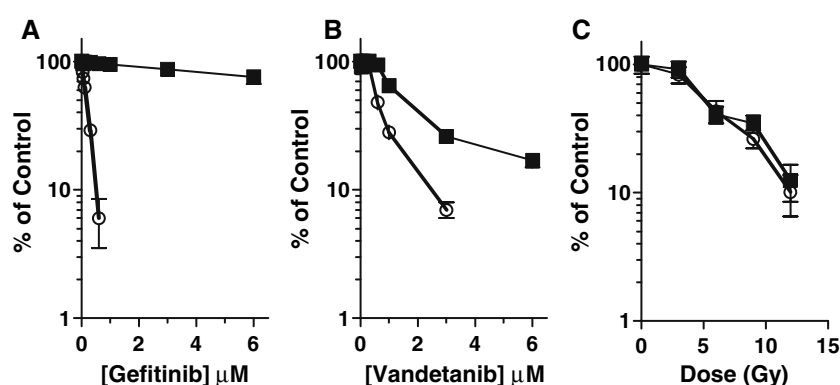 A
% of Control
100
10
1
0 2 4 6
[Gefitinib] μM
B
% of Control
100
10
1
0 2 4 6
[Vandetanib] μM
C
% of Control
100
10
1
0 5 10 15
Dose (Gy)